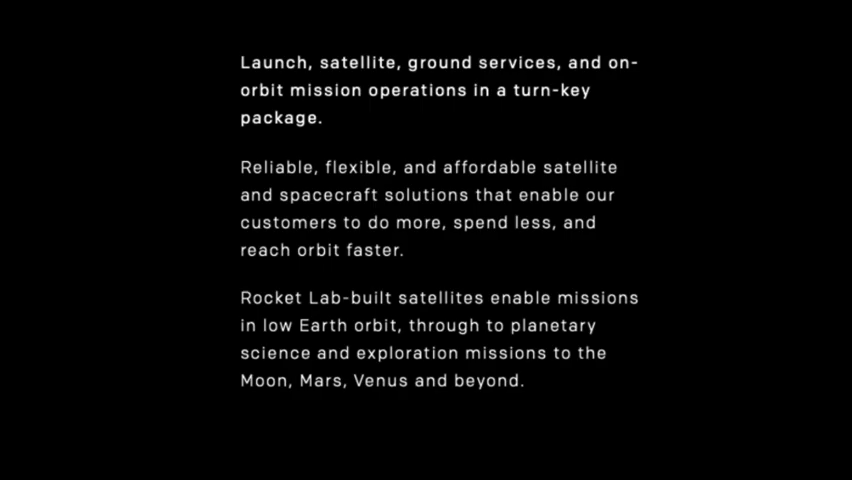 Launch, satellite, ground services, and on-
orbit mission operations in a turn-key
package.
Reliable, flexible, and affordable satellite
and spacecraft solutions that enable our
customers to do more, spend less, and
reach orbit faster.
Rocket Lab-built satellites enable missions
in low Earth orbit, through to planetary
science and exploration missions to the
Moon, Mars, Venus and beyond.